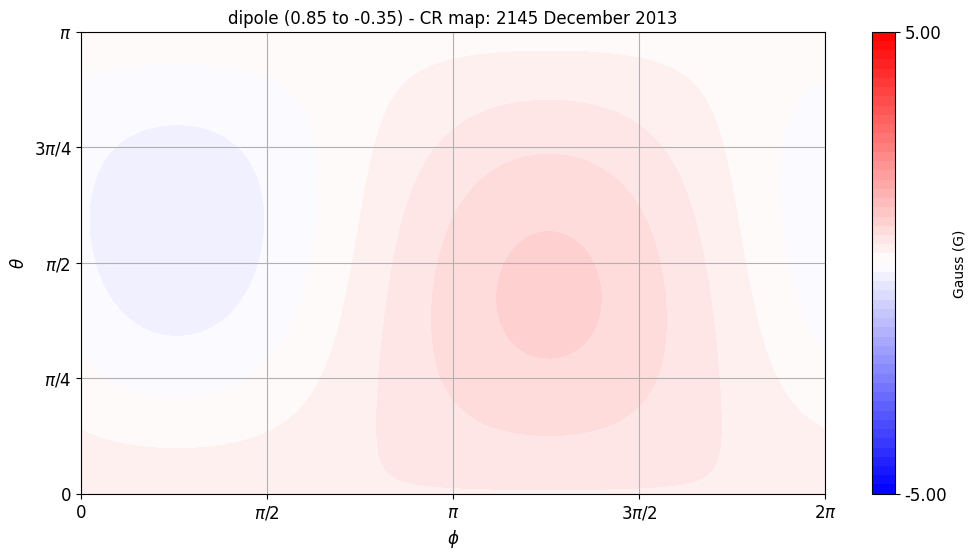 dipole (0.85 to -0.35) - CR map: 2145 December 2013
π
3π/4
π/2
π/4
0
θ
0
π/2
π
3π/2
2π
ϕ
5.00
-5.00
Gauss (G)